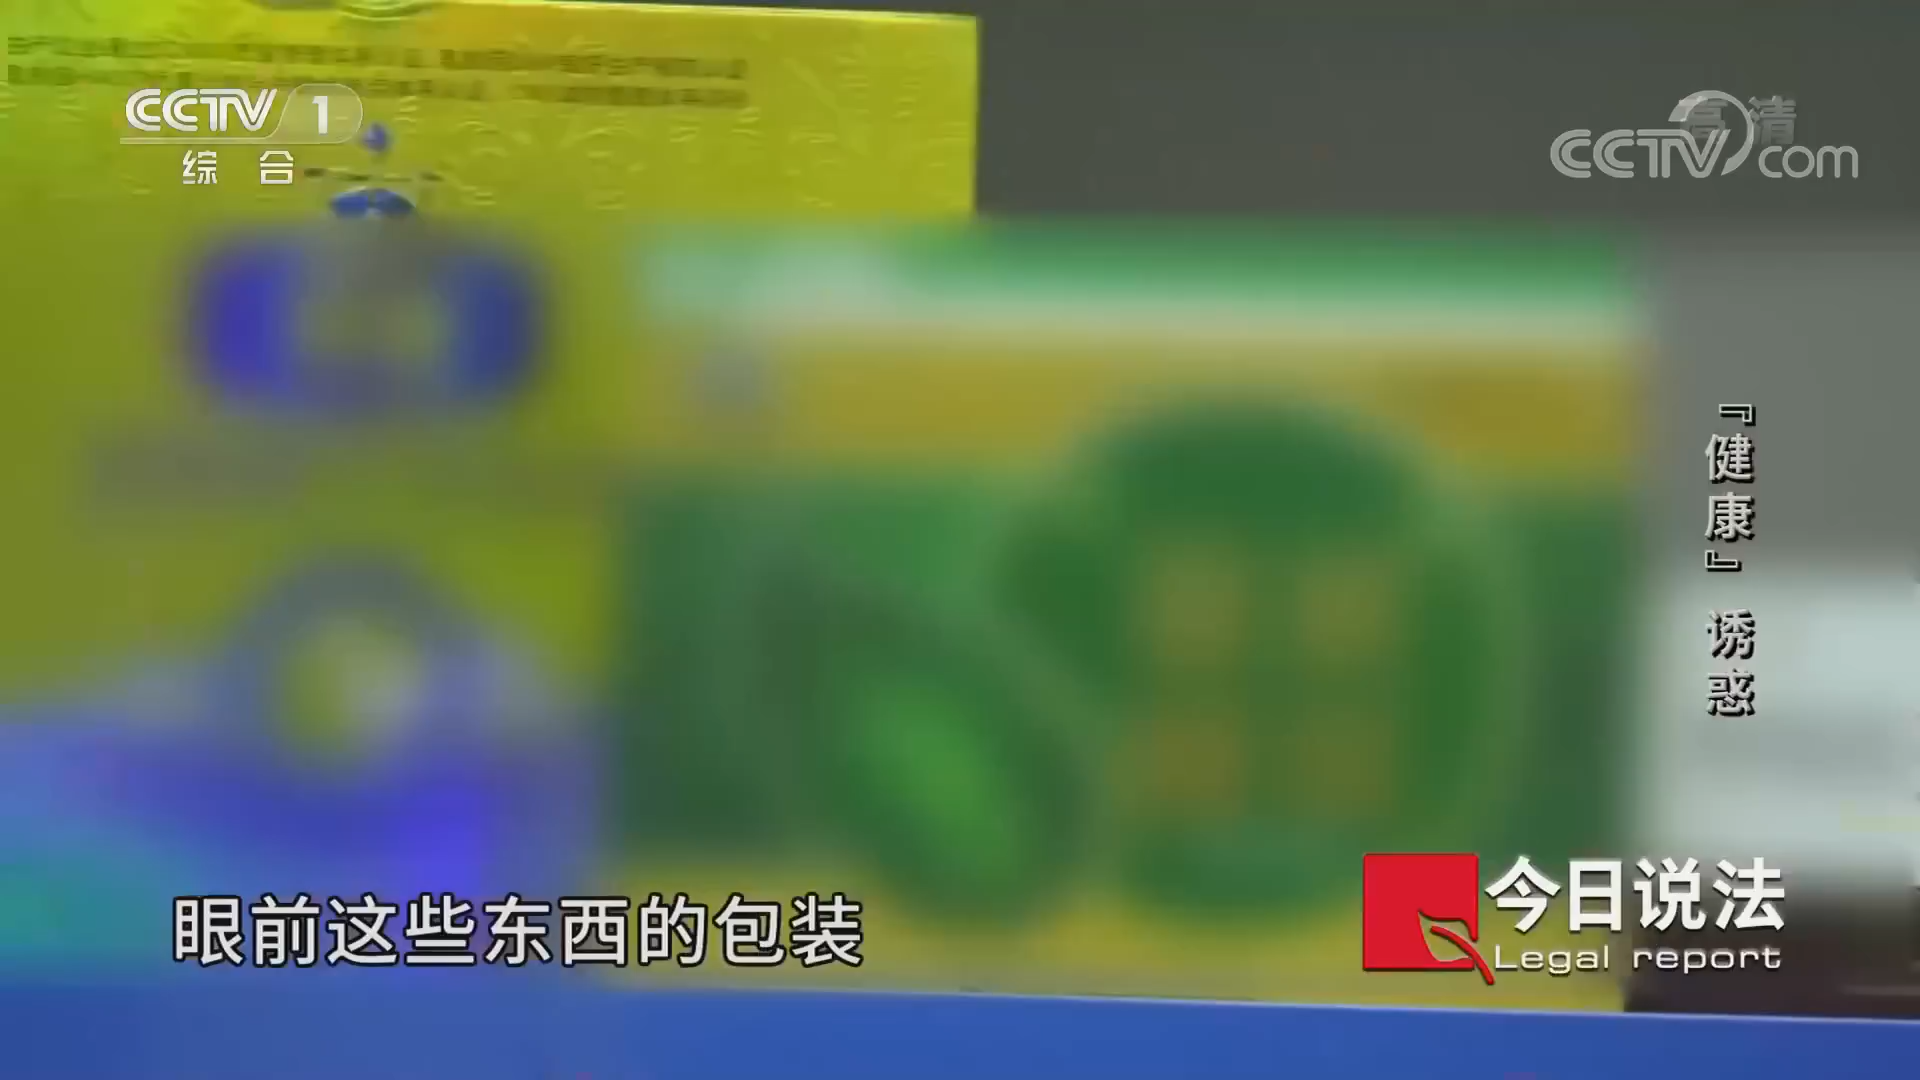 CCTV 1
综合
高清
CCTV.com
『健康』诱惑
今日说法
Legal report
眼前这些东西的包装